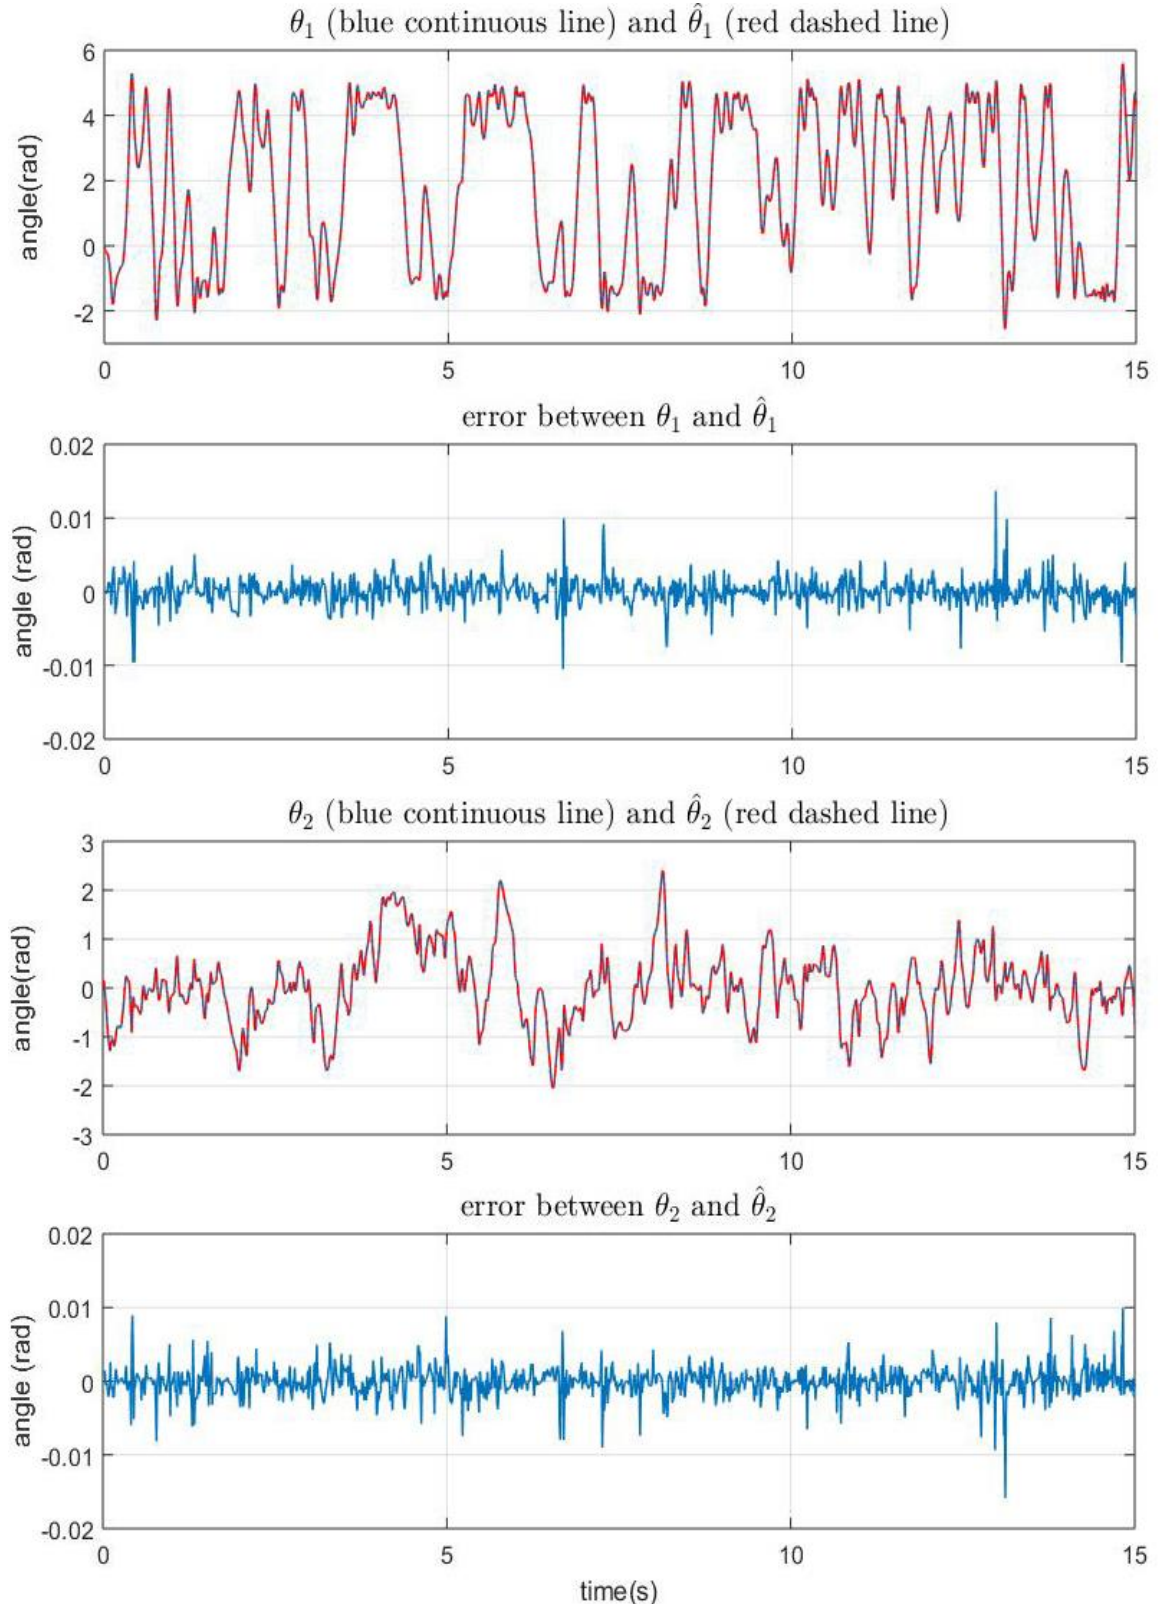 θ₁ (blue continuous line) and θ̂₁ (red dashed line)
6
4
2
0
-2
angle(rad)
0 5 10 15
error between θ₁ and θ̂₁
0.02
0.01
0
-0.01
-0.02
angle (rad)
0 5 10 15
θ₂ (blue continuous line) and θ̂₂ (red dashed line)
3
2
1
0
-1
-2
-3
angle(rad)
0 5 10 15
error between θ₂ and θ̂₂
0.02
0.01
0
-0.01
-0.02
angle (rad)
0 5 10 15
time(s)